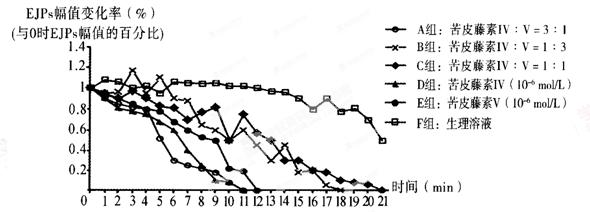 EJPs幅值变化率（%）
(与0时EJPs幅值的百分比)
1.4
1.2
1.0
0.8
0.6
0.4
0.2
0 1 2 3 4 5 6 7 8 9 10 11 12 13 14 15 16 17 18 19 20 21
时间（min）
A组：苦皮藤素IV：V＝3：1
B组：苦皮藤素IV：V＝1：3
C组：苦皮藤素IV：V＝1：1
D组：苦皮藤素IV(10⁻⁶ mol/L)
E组：苦皮藤素V(10⁻⁶ mol/L)
F组：生理溶液